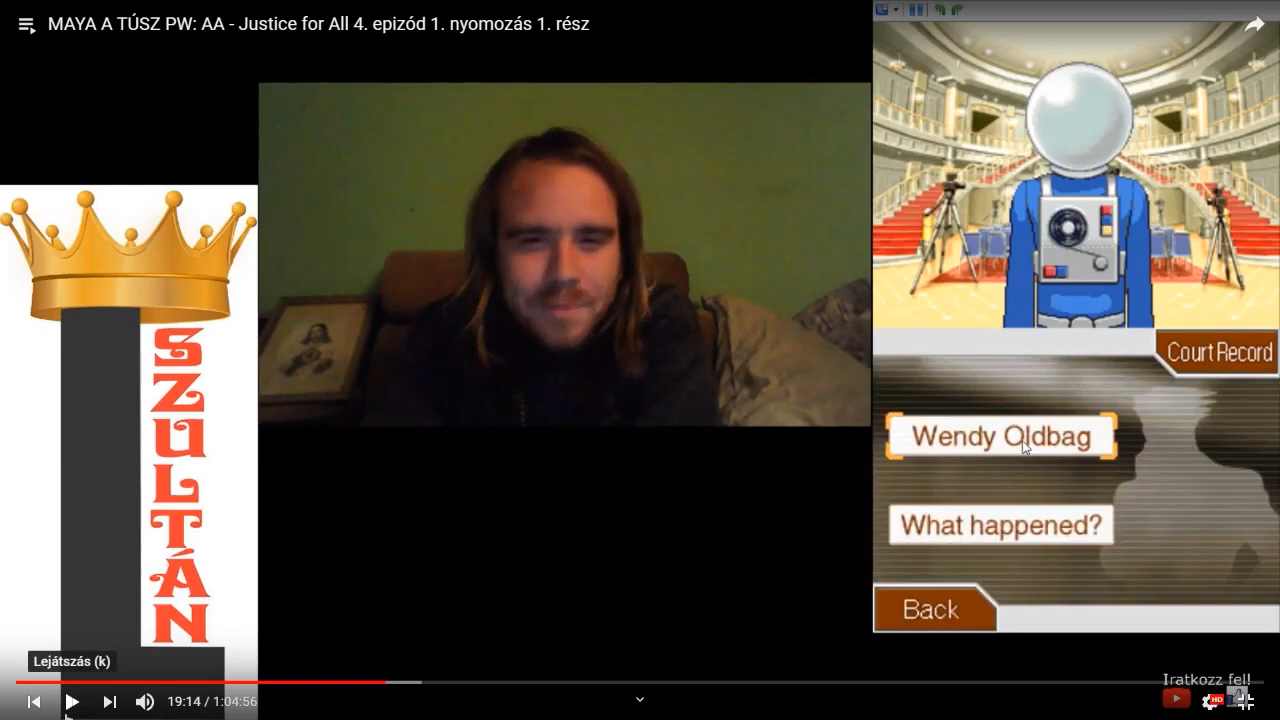 MAYA A TÚSZ PW: AA - Justice for All 4. epizód 1. nyomozás 1. rész
SZULTÁN
Court Record
Wendy Oldbag
What happened?
Back
Lejátszás (k)
19:14 / 1:04:56
Iratkozz fel!
HD